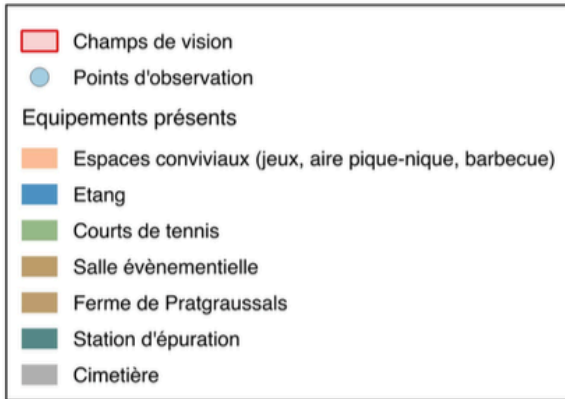 Champs de vision
Points d'observation
Equipements présents
Espaces conviviaux (jeux, aire pique-nique, barbecue)
Etang
Courts de tennis
Salle évènementielle
Ferme de Pratgraussals
Station d'épuration
Cimetière